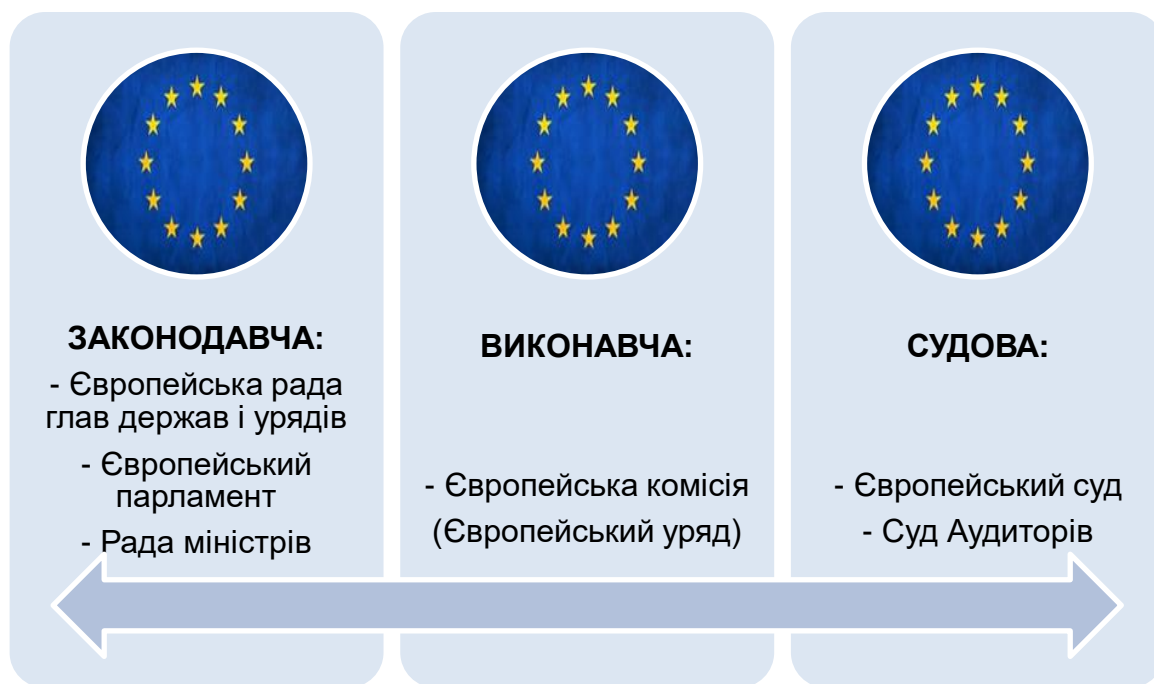 ЗАКОНОДАВЧА:
- Європейська рада
глав держав і урядів
- Європейський
парламент
- Рада міністрів
ВИКОНАВЧА:
- Європейська комісія
(Європейський уряд)
СУДОВА:
- Європейський суд
- Суд Аудиторів